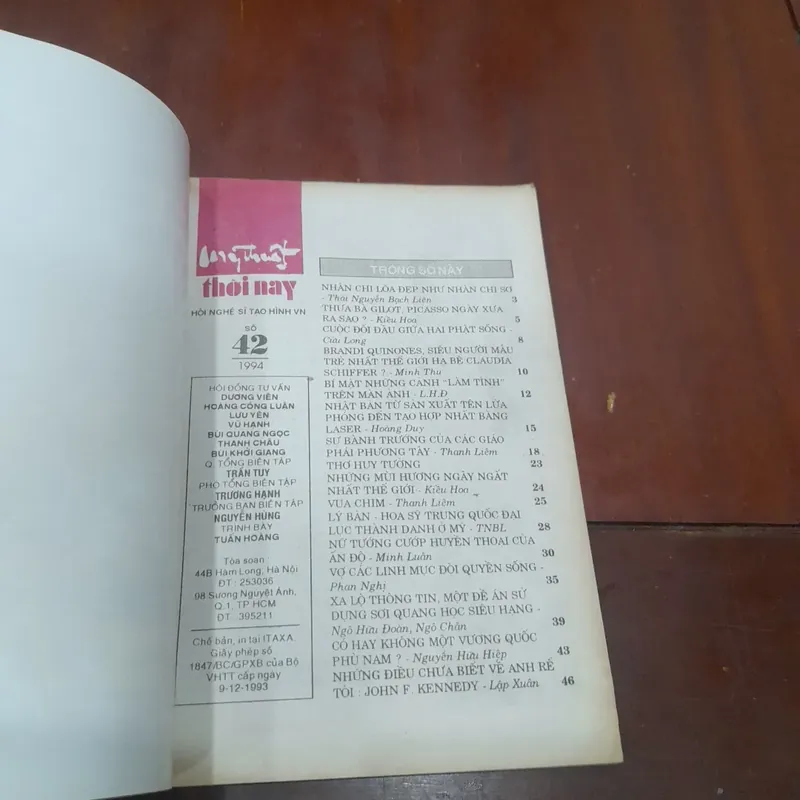 Mỹ thuật
thời nay
HỘI NGHỆ SĨ TẠO HÌNH VN
SỐ
42
1994
HỘI ĐỒNG TƯ VẤN
DƯƠNG VIÊN
HOÀNG CÔNG LUẬN
LƯU YÊN
VŨ HẠNH
BÙI QUANG NGỌC
THANH CHÂU
BÙI KHỞI GIANG
Q. TỔNG BIÊN TẬP
TRẦN TUY
PHÓ TỔNG BIÊN TẬP
TRƯƠNG HẠNH
TRƯỞNG BAN BIÊN TẬP
NGUYÊN HÙNG
TRÌNH BÀY
TUẤN HOÀNG
Tòa soạn :
44B Hàm Long, Hà Nội
ĐT : 253036
98 Sương Nguyệt Ánh,
Q.1, TP HCM
ĐT : 395211
Chế bản, in tại ITAXA.
Giấy phép số
1847/BC/GPXB của Bộ
VHTT cấp ngày
9-12-1993
TRONG SỐ NÀY
NHAN CHI LÒA ĐẸP NHƯ NHAN CHI SƠ
- Thái Nguyễn Bạch Liên 3
THƯA BÀ GILOT, PICASSO NGÀY XƯA
RA SAO ? - Kiều Hoa 5
CUỘC ĐỐI ĐẦU GIỮA HAI PHẬT SỐNG -
Cửu Long 8
BRANDI QUINONES, SIÊU NGƯỜI MẪU
TRẺ NHẤT THẾ GIỚI HẠ BỆ CLAUDIA
SCHIFFER ? - Minh Thu 10
BÍ MẬT NHỮNG CẢNH "LÀM TÌNH"
TRÊN MÀN ẢNH - L.H.Đ. 12
NHẬT BẢN TỪ SẢN XUẤT TÊN LỬA
PHÓNG ĐẾN TẠO HỢP NHẤT BẰNG
LASER - Hoàng Duy 15
SỰ BÀNH TRƯỚNG CỦA CÁC GIÁO
PHÁI PHƯƠNG TÂY - Thanh Liêm 18
THƠ HUY TƯỞNG 23
NHỮNG MÙI HƯƠNG NGÂY NGẤT
NHẤT THẾ GIỚI - Kiều Hoa 24
VUA CHIM - Thanh Liêm 25
LÝ BÂN - HỌA SỸ TRUNG QUỐC ĐẠI
LỤC THÀNH DANH Ở MỸ - TNBL 28
NỮ TƯỚNG CƯỚP HUYỀN THOẠI CỦA
ẤN ĐỘ - Minh Luân 30
VỢ CÁC LINH MỤC ĐÒI QUYỀN SỐNG -
Phan Nghị 35
XA LỘ THÔNG TIN, MỘT ĐỀ ÁN SỬ
DỤNG SỢI QUANG HỌC SIÊU HẠNG -
Ngô Hữu Đoàn, Ngô Chân 39
CÓ HAY KHÔNG MỘT VƯƠNG QUỐC
PHÙ NAM ? - Nguyễn Hữu Hiệp 43
NHỮNG ĐIỀU CHƯA BIẾT VỀ ANH RỂ
TÔI : JOHN F. KENNEDY - Lập Xuân 46